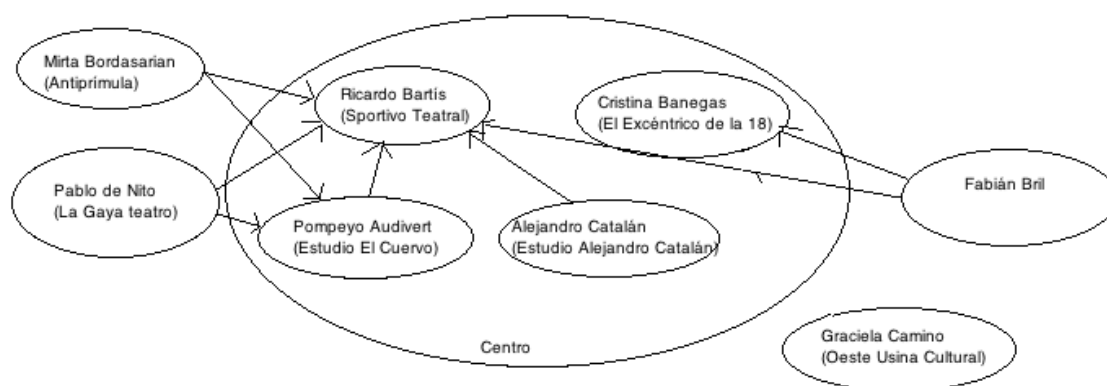 Mirta Bordasarian
(Antiprímula)
Ricardo Bartís
(Sportivo Teatral)
Cristina Banegas
(El Excéntrico de la 18)
Pablo de Nito
(La Gaya teatro)
Fabián Bril
Pompeyo Audivert
(Estudio El Cuervo)
Alejandro Catalán
(Estudio Alejandro Catalán)
Graciela Camino
(Oeste Usina Cultural)
Centro